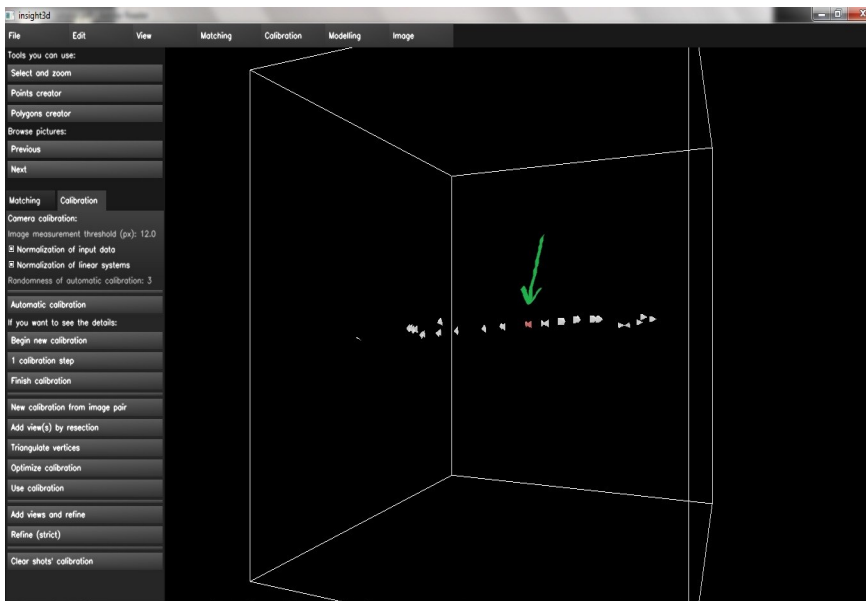 insight3d
File Edit View Matching Calibration Modelling Image
Tools you can use:
Select and zoom
Points creator
Polygons creator
Browse pictures:
Previous
Next
Matching Calibration
Camera calibration:
Image measurement threshold (px): 12.0
Normalization of input data
Normalization of linear systems
Randomness of automatic calibration: 3
Automatic calibration
If you want to see the details:
Begin new calibration
1 calibration step
Finish calibration
New calibration from image pair
Add view(s) by resection
Triangulate vertices
Optimize calibration
Use calibration
Add views and refine
Refine (strict)
Clear shots' calibration